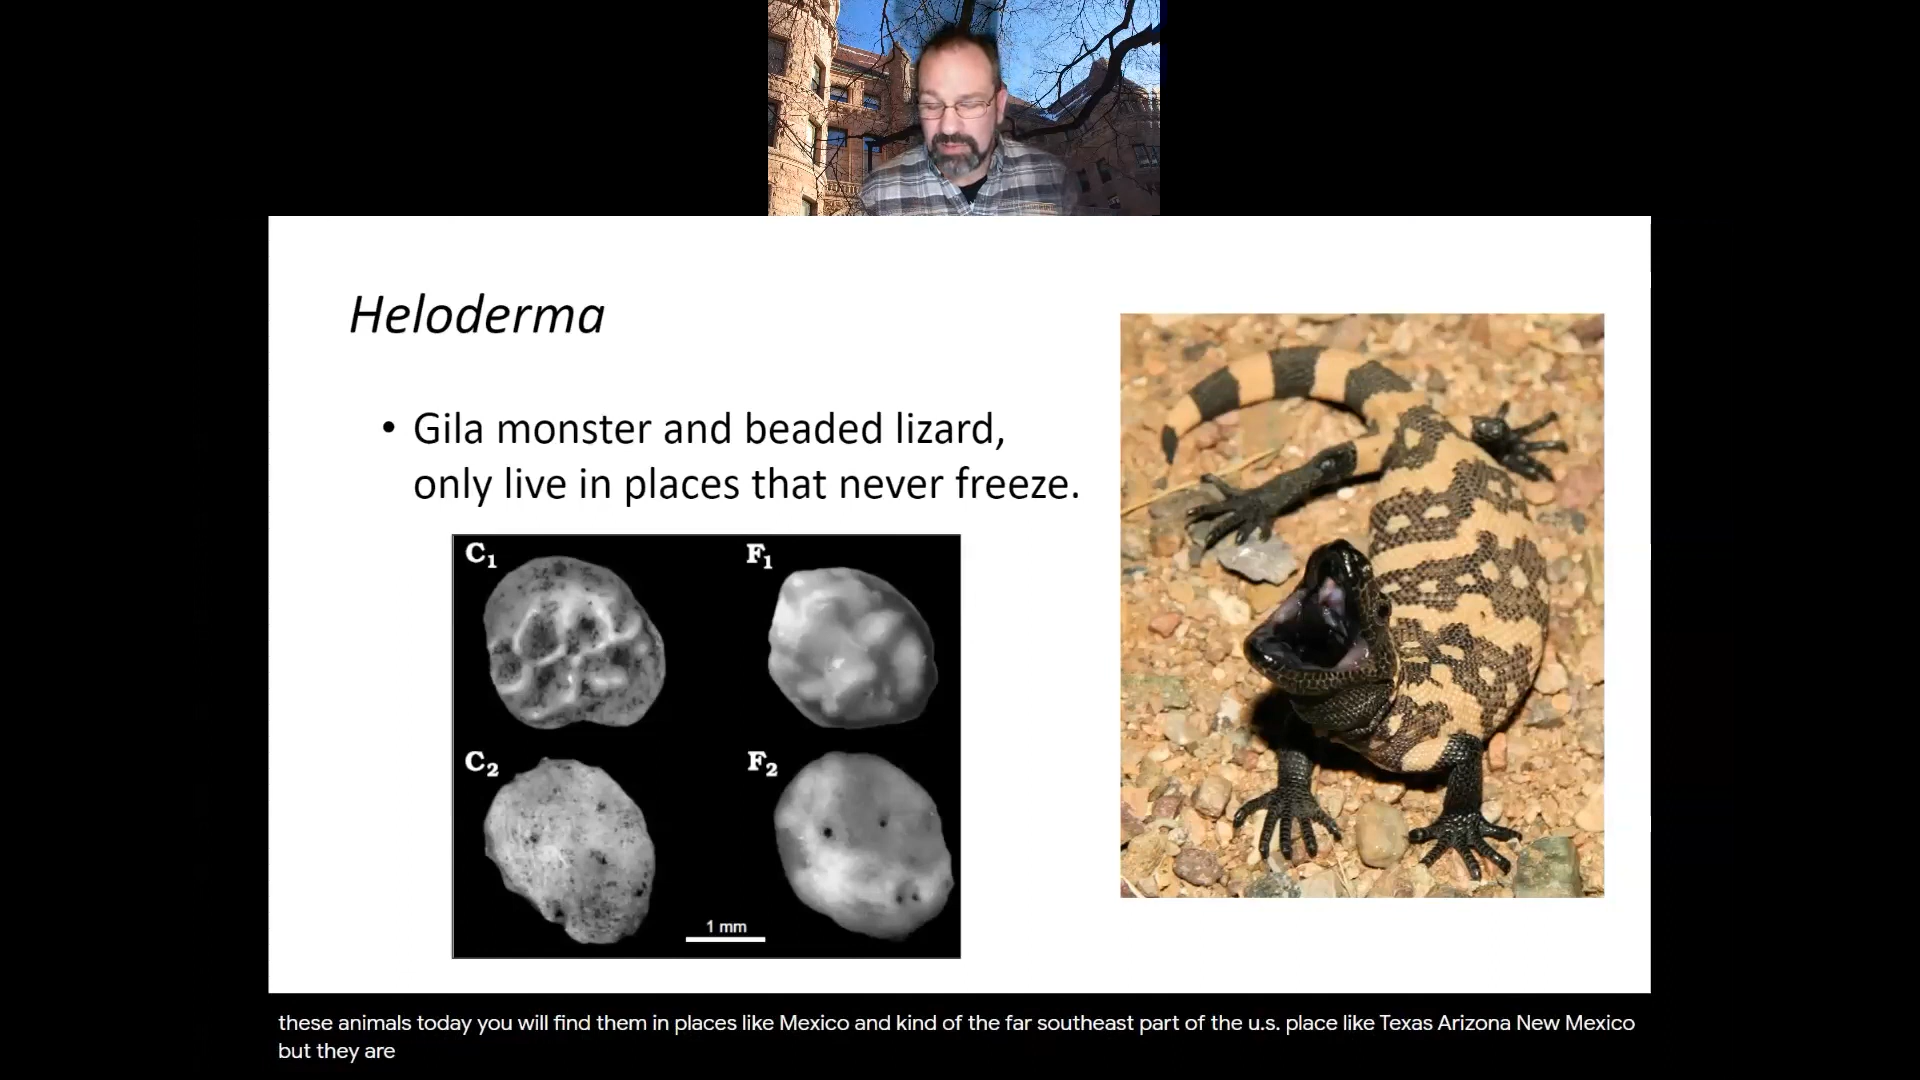 Heloderma
• Gila monster and beaded lizard,
only live in places that never freeze.
C1
F1
C2
F2
1 mm
these animals today you will find them in places like Mexico and kind of the far southeast part of the u.s. place like Texas Arizona New Mexico
but they are